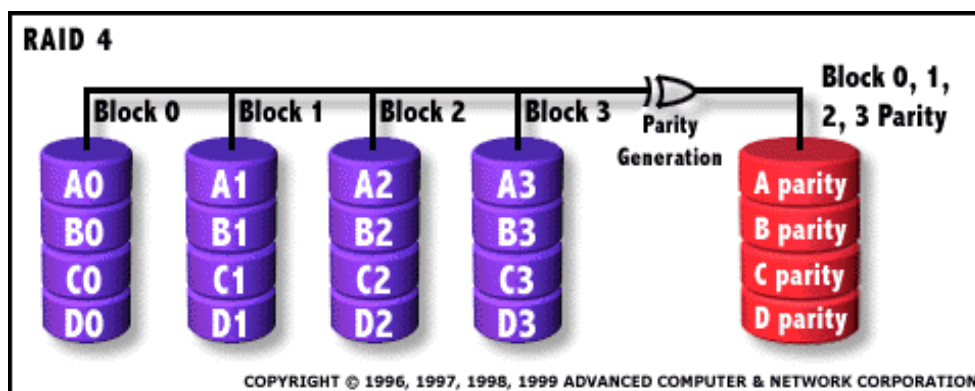 RAID 4
Block 0
Block 1
Block 2
Block 3
Parity
Generation
Block 0, 1,
2, 3 Parity
A0
A1
A2
A3
A parity
B0
B1
B2
B3
B parity
C0
C1
C2
C3
C parity
D0
D1
D2
D3
D parity
COPYRIGHT © 1996, 1997, 1998, 1999 ADVANCED COMPUTER & NETWORK CORPORATION